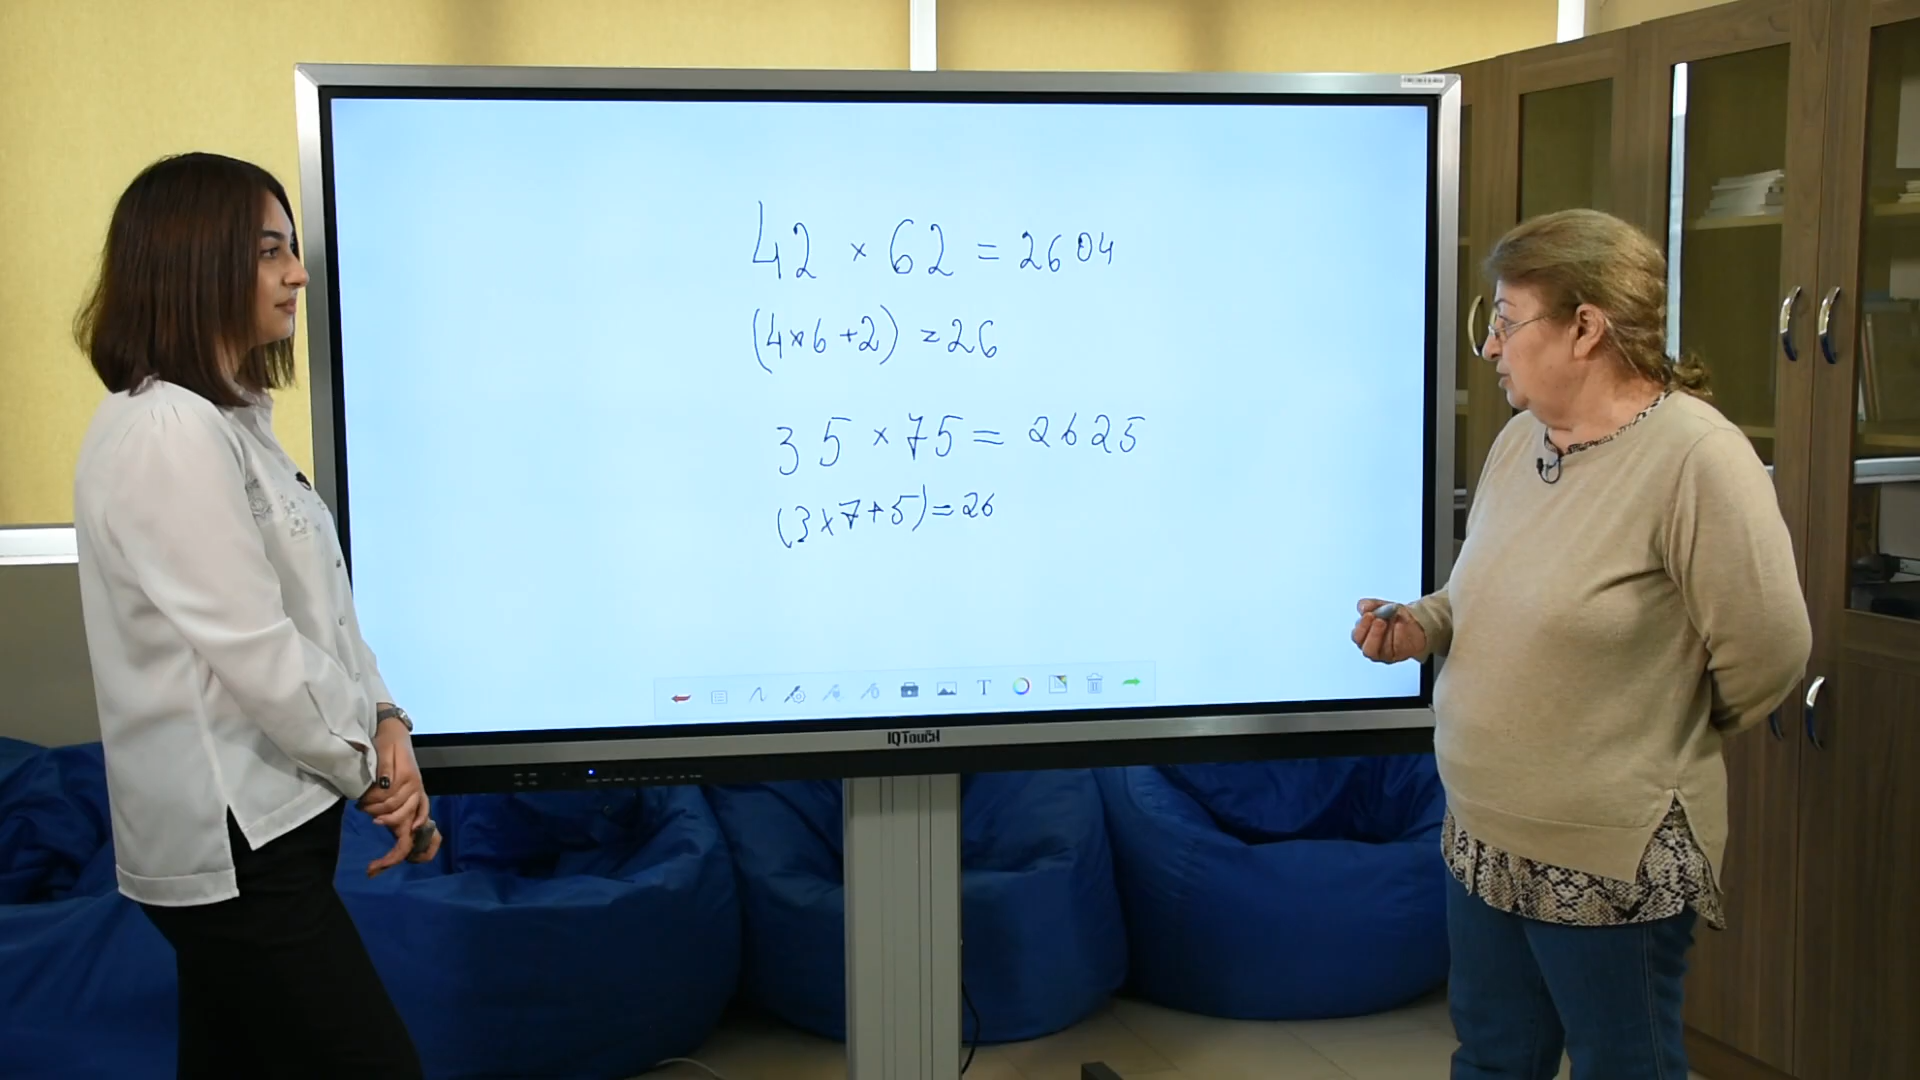 42 × 62 = 2604
(4×6+2) = 26
35 × 75 = 2625
(3×7+5) = 26
T
IQTouch